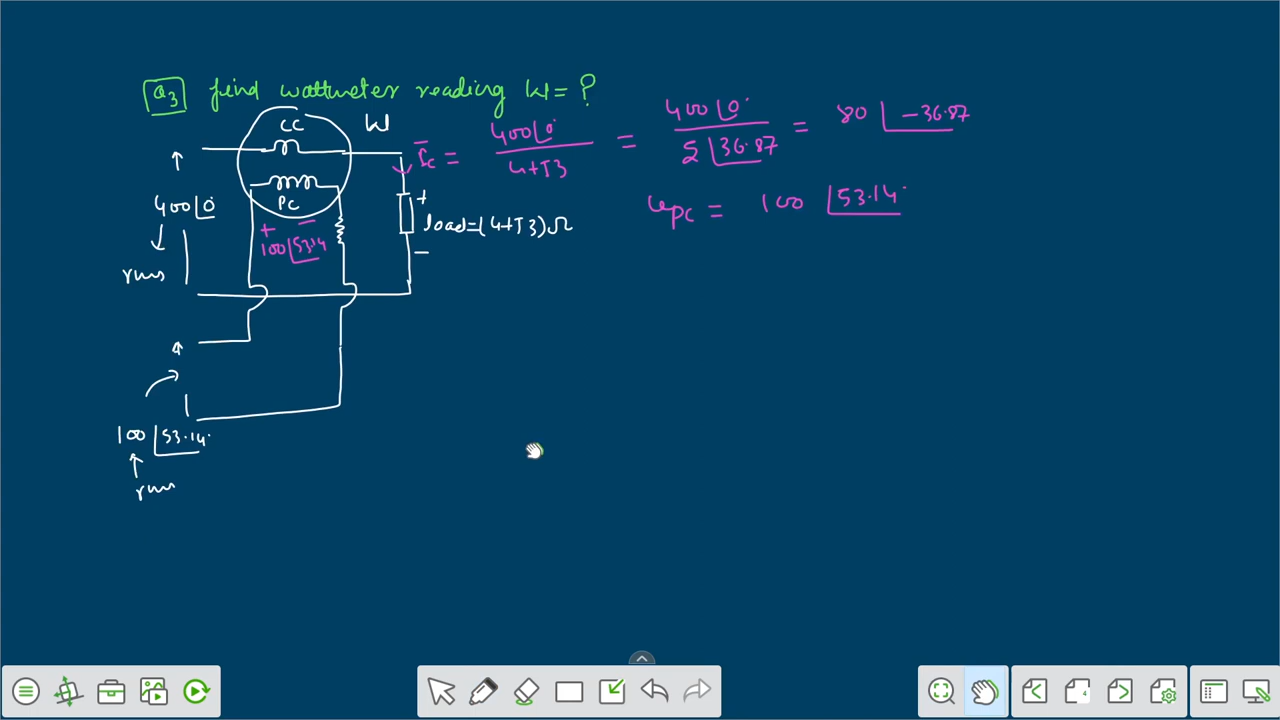 Q3 find wattmeter reading W = ?
CC W
Ic = 400∠0° / 4+J3 = 400∠0° / 5∠36.87 = 80 ∠-36.87
PC
400∠0°
+ -
100∠53.14
+
load=(4+J3)Ω
-
VPC = 100 ∠53.14°
rms
100 ∠53.14°
rms
4